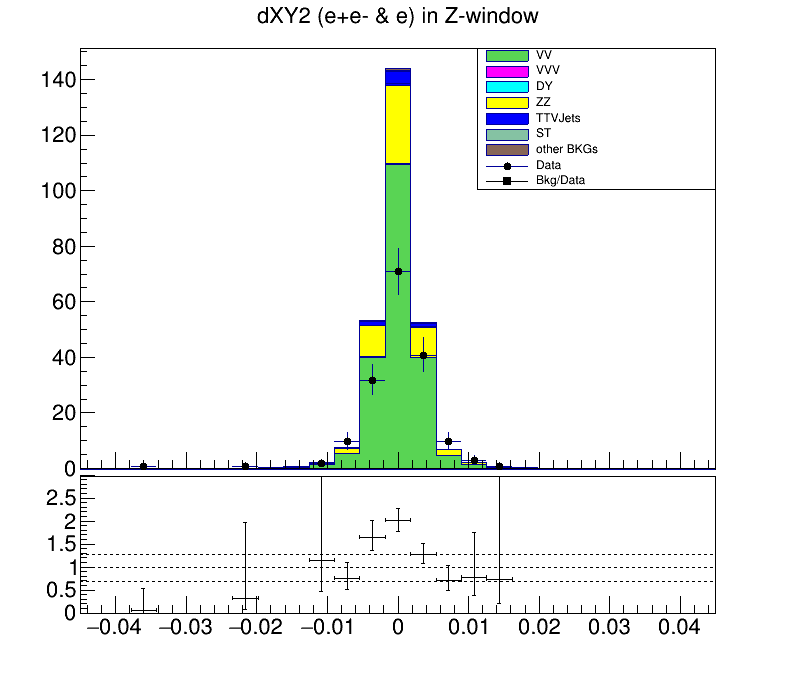 dXY2 (e+e- & e) in Z-window
VV
VVV
DY
ZZ
TTVJets
ST
other BKGs
Data
Bkg/Data
140
120
100
80
60
40
20
0
2.5
2
1.5
1
0.5
0
−0.04 −0.03 −0.02 −0.01 0 0.01 0.02 0.03 0.04